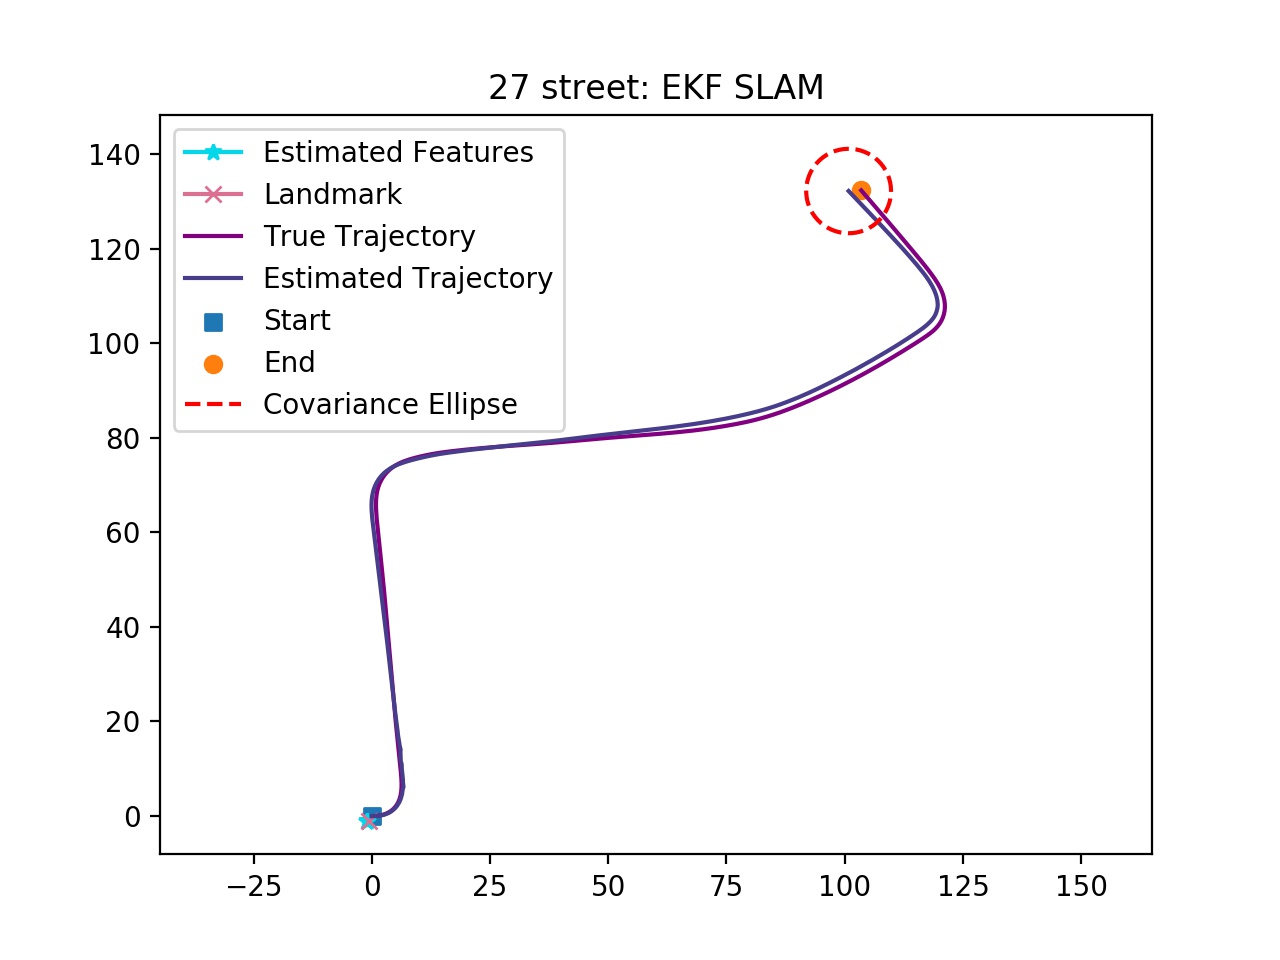 27 street: EKF SLAM
Estimated Features
Landmark
True Trajectory
Estimated Trajectory
Start
End
Covariance Ellipse
140
120
100
80
60
40
20
0
−25 0 25 50 75 100 125 150